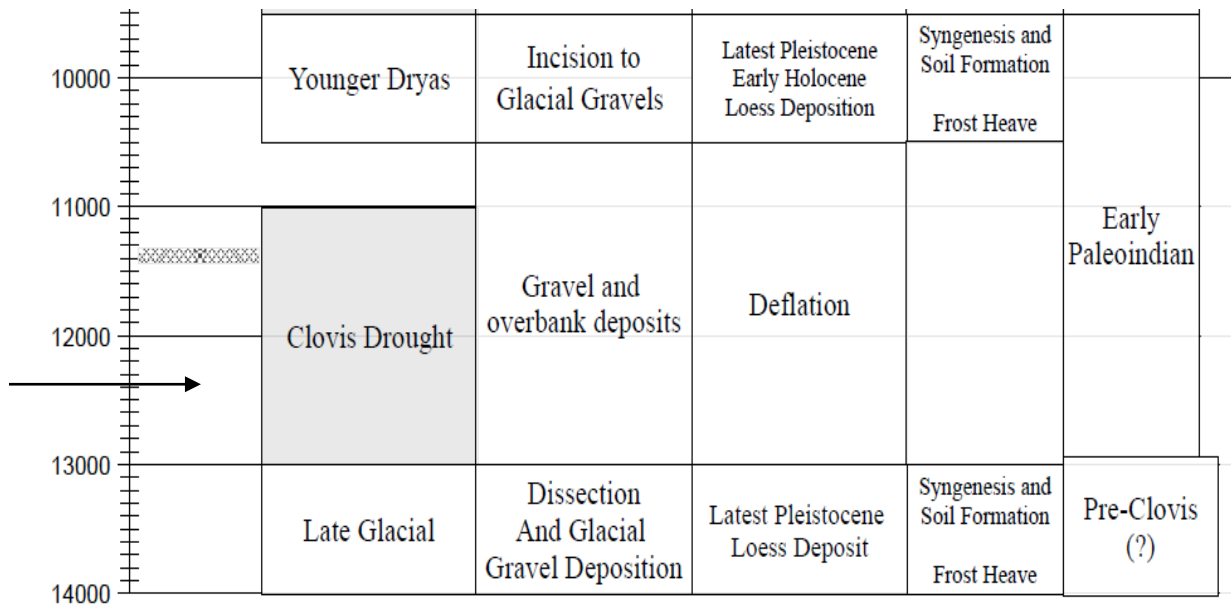 10000
11000
12000
13000
14000
Younger Dryas
Incision to
Glacial Gravels
Latest Pleistocene
Early Holocene
Loess Deposition
Syngenesis and
Soil Formation
Frost Heave
Clovis Drought
Gravel and
overbank deposits
Deflation
Early
Paleoindian
Late Glacial
Dissection
And Glacial
Gravel Deposition
Latest Pleistocene
Loess Deposit
Syngenesis and
Soil Formation
Frost Heave
Pre-Clovis
(?)